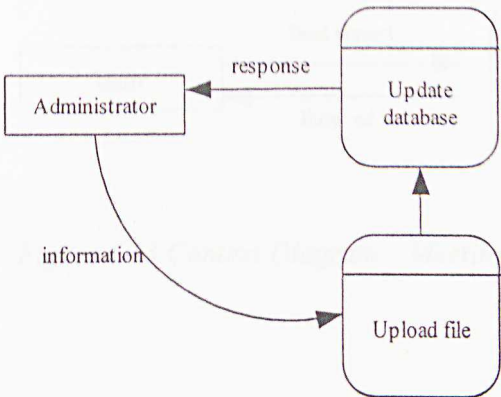 response
Administrator
Update
database
information
Upload file